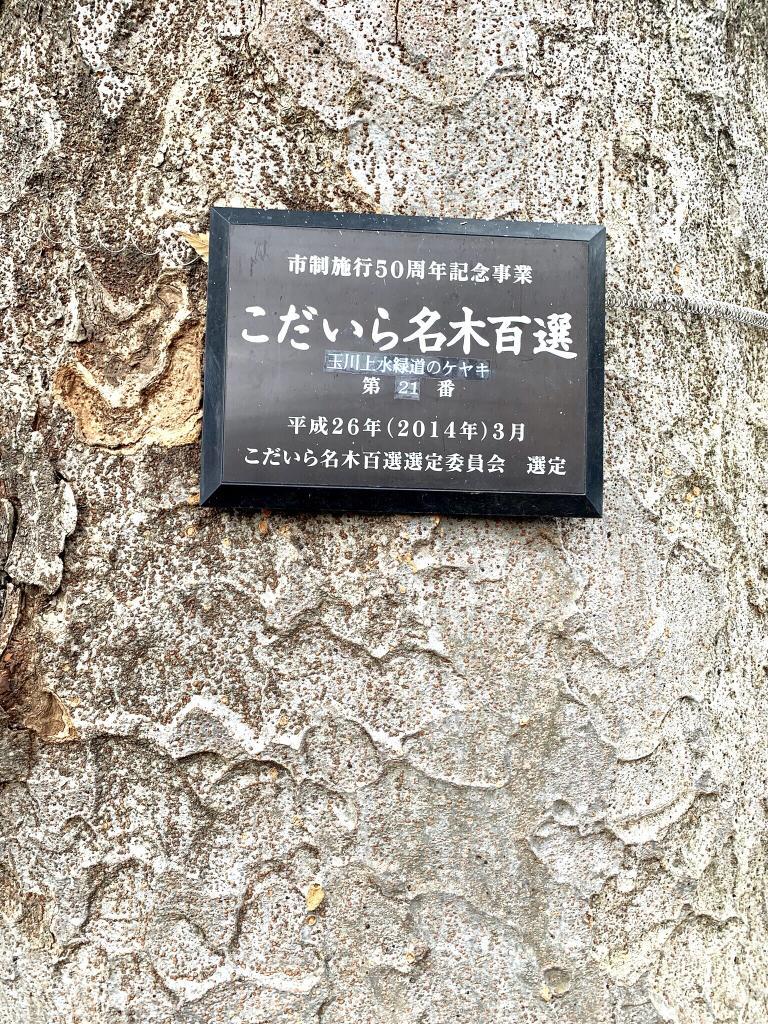 市制施行50周年記念事業
こだいら名木百選
玉川上水緑道のケヤキ
第 21 番
平成26年(2014年)3月
こだいら名木百選選定委員会 選定